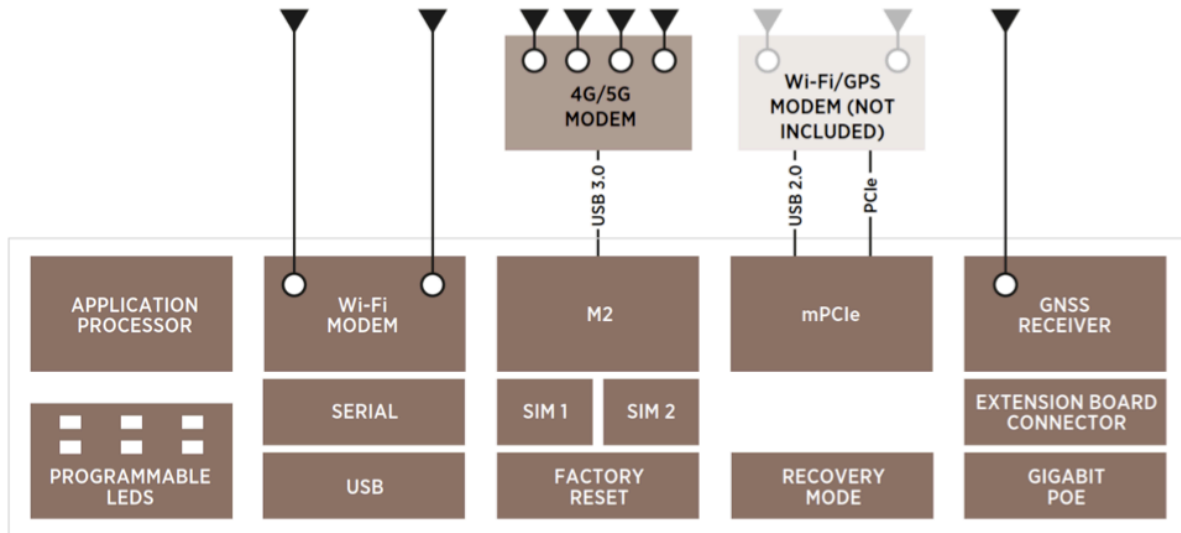 4G/5G
MODEM
Wi-Fi/GPS
MODEM (NOT
INCLUDED)
USB 3.0
USB 2.0
PCIe
APPLICATION
PROCESSOR
Wi-Fi
MODEM
M2
mPCIe
GNSS
RECEIVER
SERIAL
SIM 1
SIM 2
EXTENSION BOARD
CONNECTOR
PROGRAMMABLE
LEDS
USB
FACTORY
RESET
RECOVERY
MODE
GIGABIT
POE